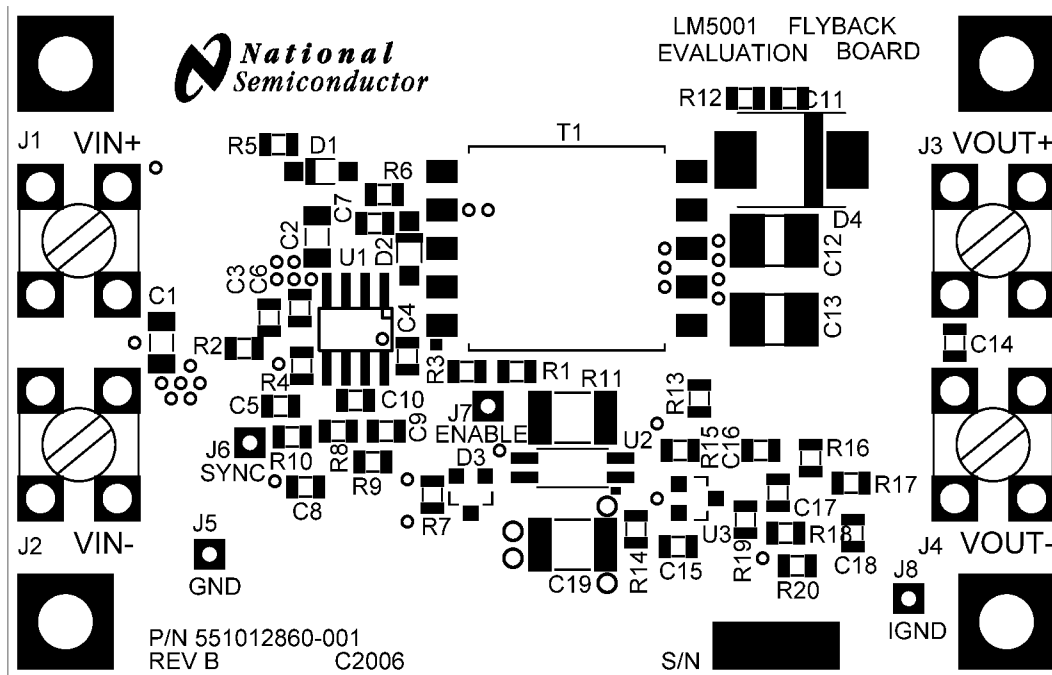 National
Semiconductor
LM5001 FLYBACK
EVALUATION BOARD
R12
C11
J1 VIN+
T1
J3 VOUT+
R5
D1
R6
C7
C2
D2
D4
U1
C12
C3
C6
C1
C4
C13
R2
R3
C14
R4
R1
R11
R13
C5
C10
J7
ENABLE
C9
J6
SYNC
R10
R8
U2
R15
C16
R16
R9
D3
R17
C8
R7
C17
J2 VIN-
J5
GND
U3
R19
R18
C18
J4 VOUT-
C19
R14
C15
R20
J8
IGND
P/N 551012860-001
REV B C2006
S/N